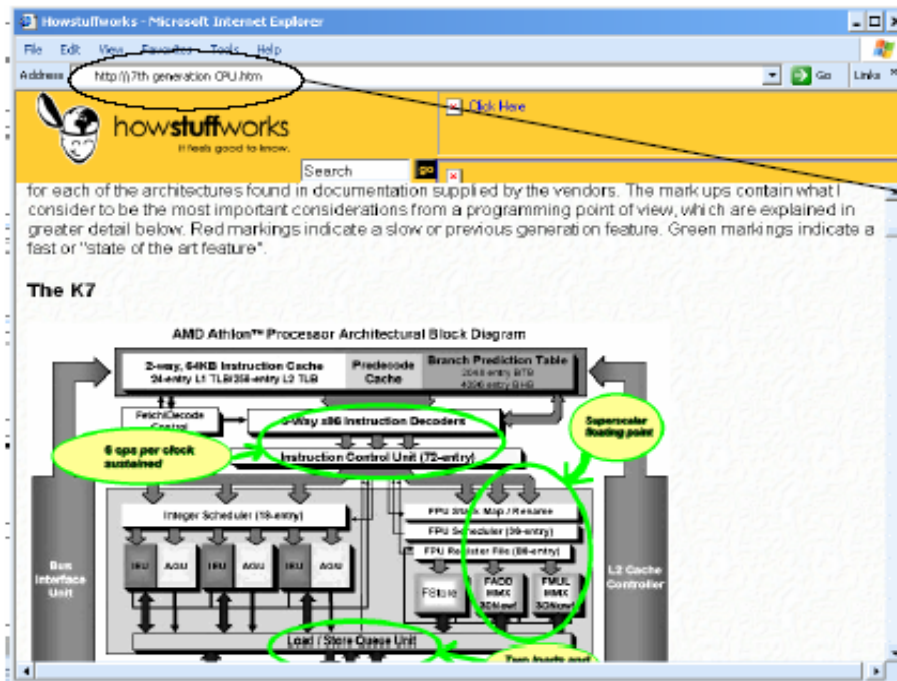 Howstuffworks - Microsoft Internet Explorer
File Edit View Favorites Tools Help
Address http:\\7th generation CPU.htm Go Links
howstuffworks
it feels good to know.
Click Here
Search go
for each of the architectures found in documentation supplied by the vendors. The mark ups contain what I
consider to be the most important considerations from a programming point of view, which are explained in
greater detail below. Red markings indicate a slow or previous generation feature. Green markings indicate a
fast or "state of the art feature".
The K7
AMD Athlon™ Processor Architectural Block Diagram
2-way, 64KB Instruction Cache
24-entry L1 TLB/256-entry L2 TLB
Predecode
Cache
Branch Prediction Table
2048-entry BTB
4096 entry BHB
Fetch/Decode
Control
3-Way x86 Instruction Decoders
Superscalar
floating point
6 ops per clock
sustained
Instruction Control Unit (72-entry)
Integer Scheduler (18-entry)
FPU Stack Map / Rename
FPU Scheduler (36-entry)
FPU Register File (88-entry)
Bus
Interface
Unit
IEU AGU IEU AGU IEU AGU
FStore
FADD
MMX
3DNow!
FMUL
MMX
3DNow!
L2 Cache
Controller
Load / Store Queue Unit
Two loads and